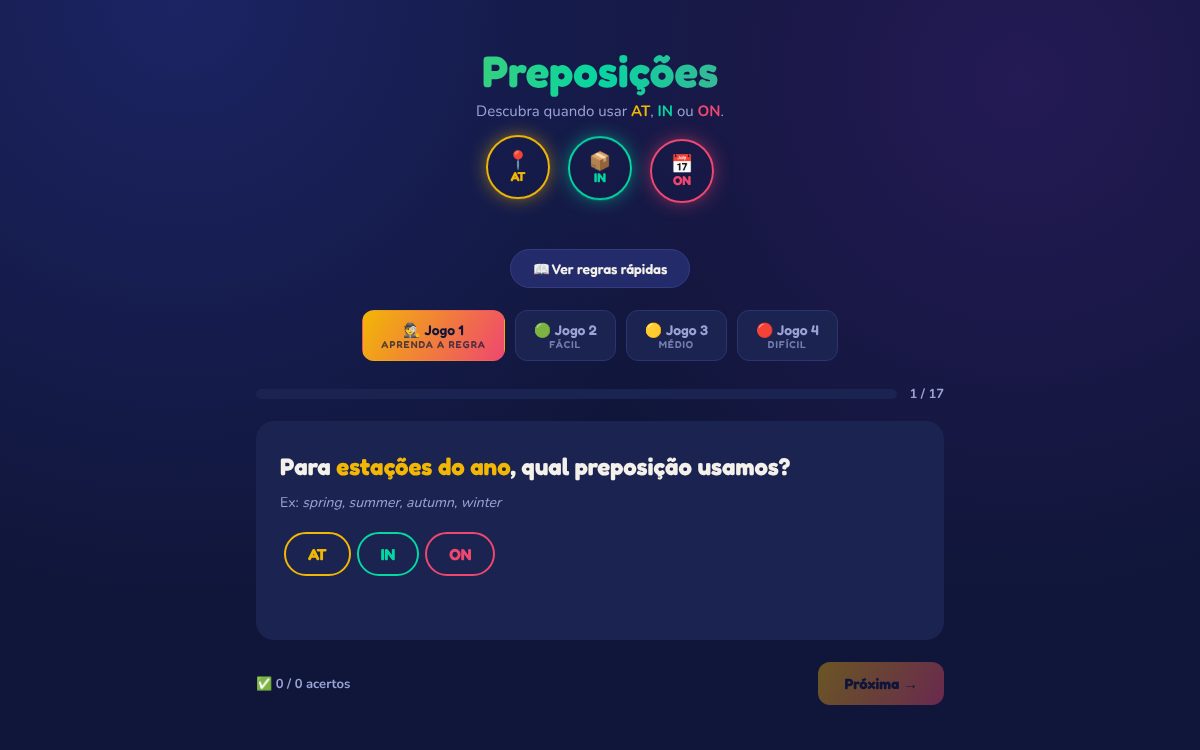 Preposições
Descubra quando usar AT, IN ou ON.
AT
IN
JULY
17
ON
Ver regras rápidas
Jogo 1
APRENDA A REGRA
Jogo 2
FÁCIL
Jogo 3
MÉDIO
Jogo 4
DIFÍCIL
1 / 17
Para estações do ano, qual preposição usamos?
Ex: spring, summer, autumn, winter
AT
IN
ON
0 / 0 acertos
Próxima →